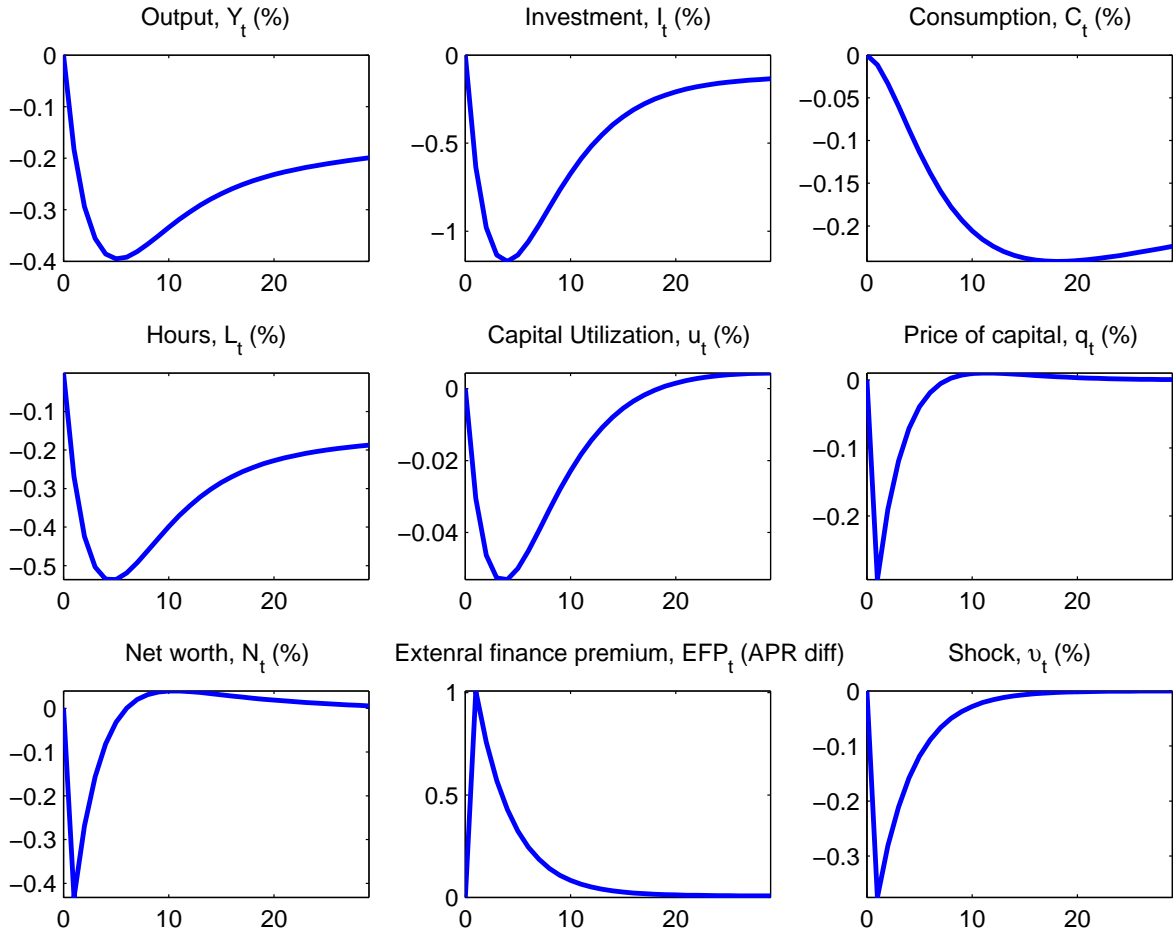 Output, Y_t (%)
Investment, I_t (%)
Consumption, C_t (%)
0
−0.1
−0.2
−0.3
−0.4
0 10 20
0
−0.5
−1
0 10 20
0
−0.05
−0.1
−0.15
−0.2
0 10 20
Hours, L_t (%)
Capital Utilization, u_t (%)
Price of capital, q_t (%)
−0.1
−0.2
−0.3
−0.4
−0.5
0 10 20
0
−0.02
−0.04
0 10 20
0
−0.1
−0.2
0 10 20
Net worth, N_t (%)
Extenral finance premium, EFP_t (APR diff)
Shock, υ_t (%)
0
−0.1
−0.2
−0.3
−0.4
0 10 20
1
0.5
0
0 10 20
0
−0.1
−0.2
−0.3
0 10 20